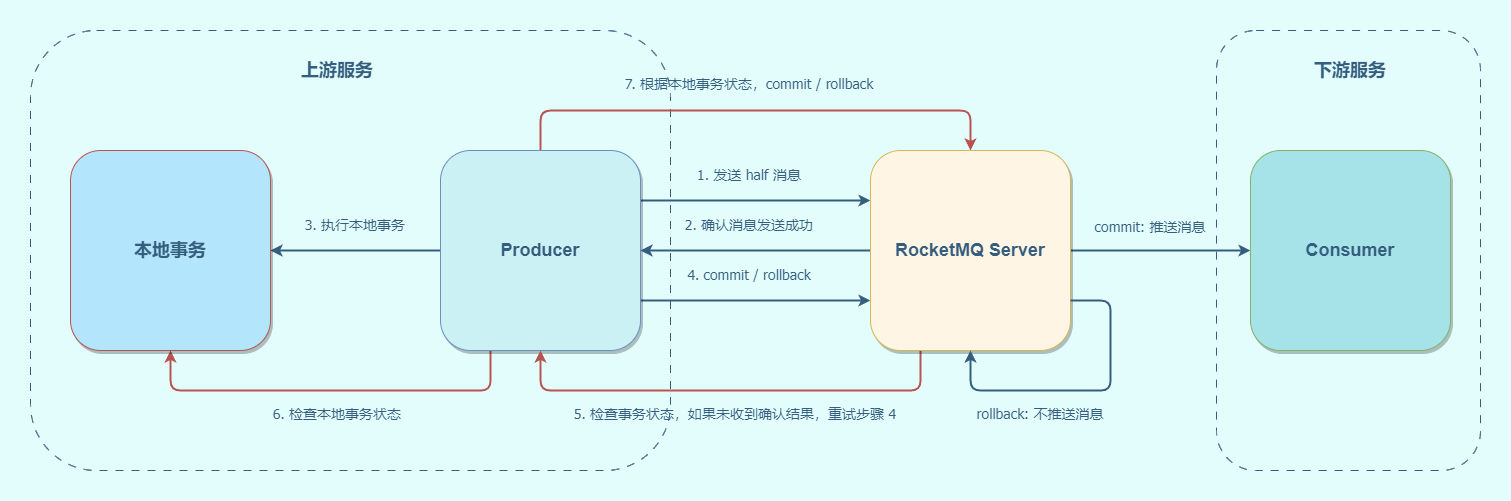 上游服务
下游服务
7. 根据本地事务状态，commit / rollback
1. 发送 half 消息
3. 执行本地事务
2. 确认消息发送成功
commit: 推送消息
本地事务
Producer
RocketMQ Server
Consumer
4. commit / rollback
6. 检查本地事务状态
5. 检查事务状态，如果未收到确认结果，重试步骤 4
rollback: 不推送消息